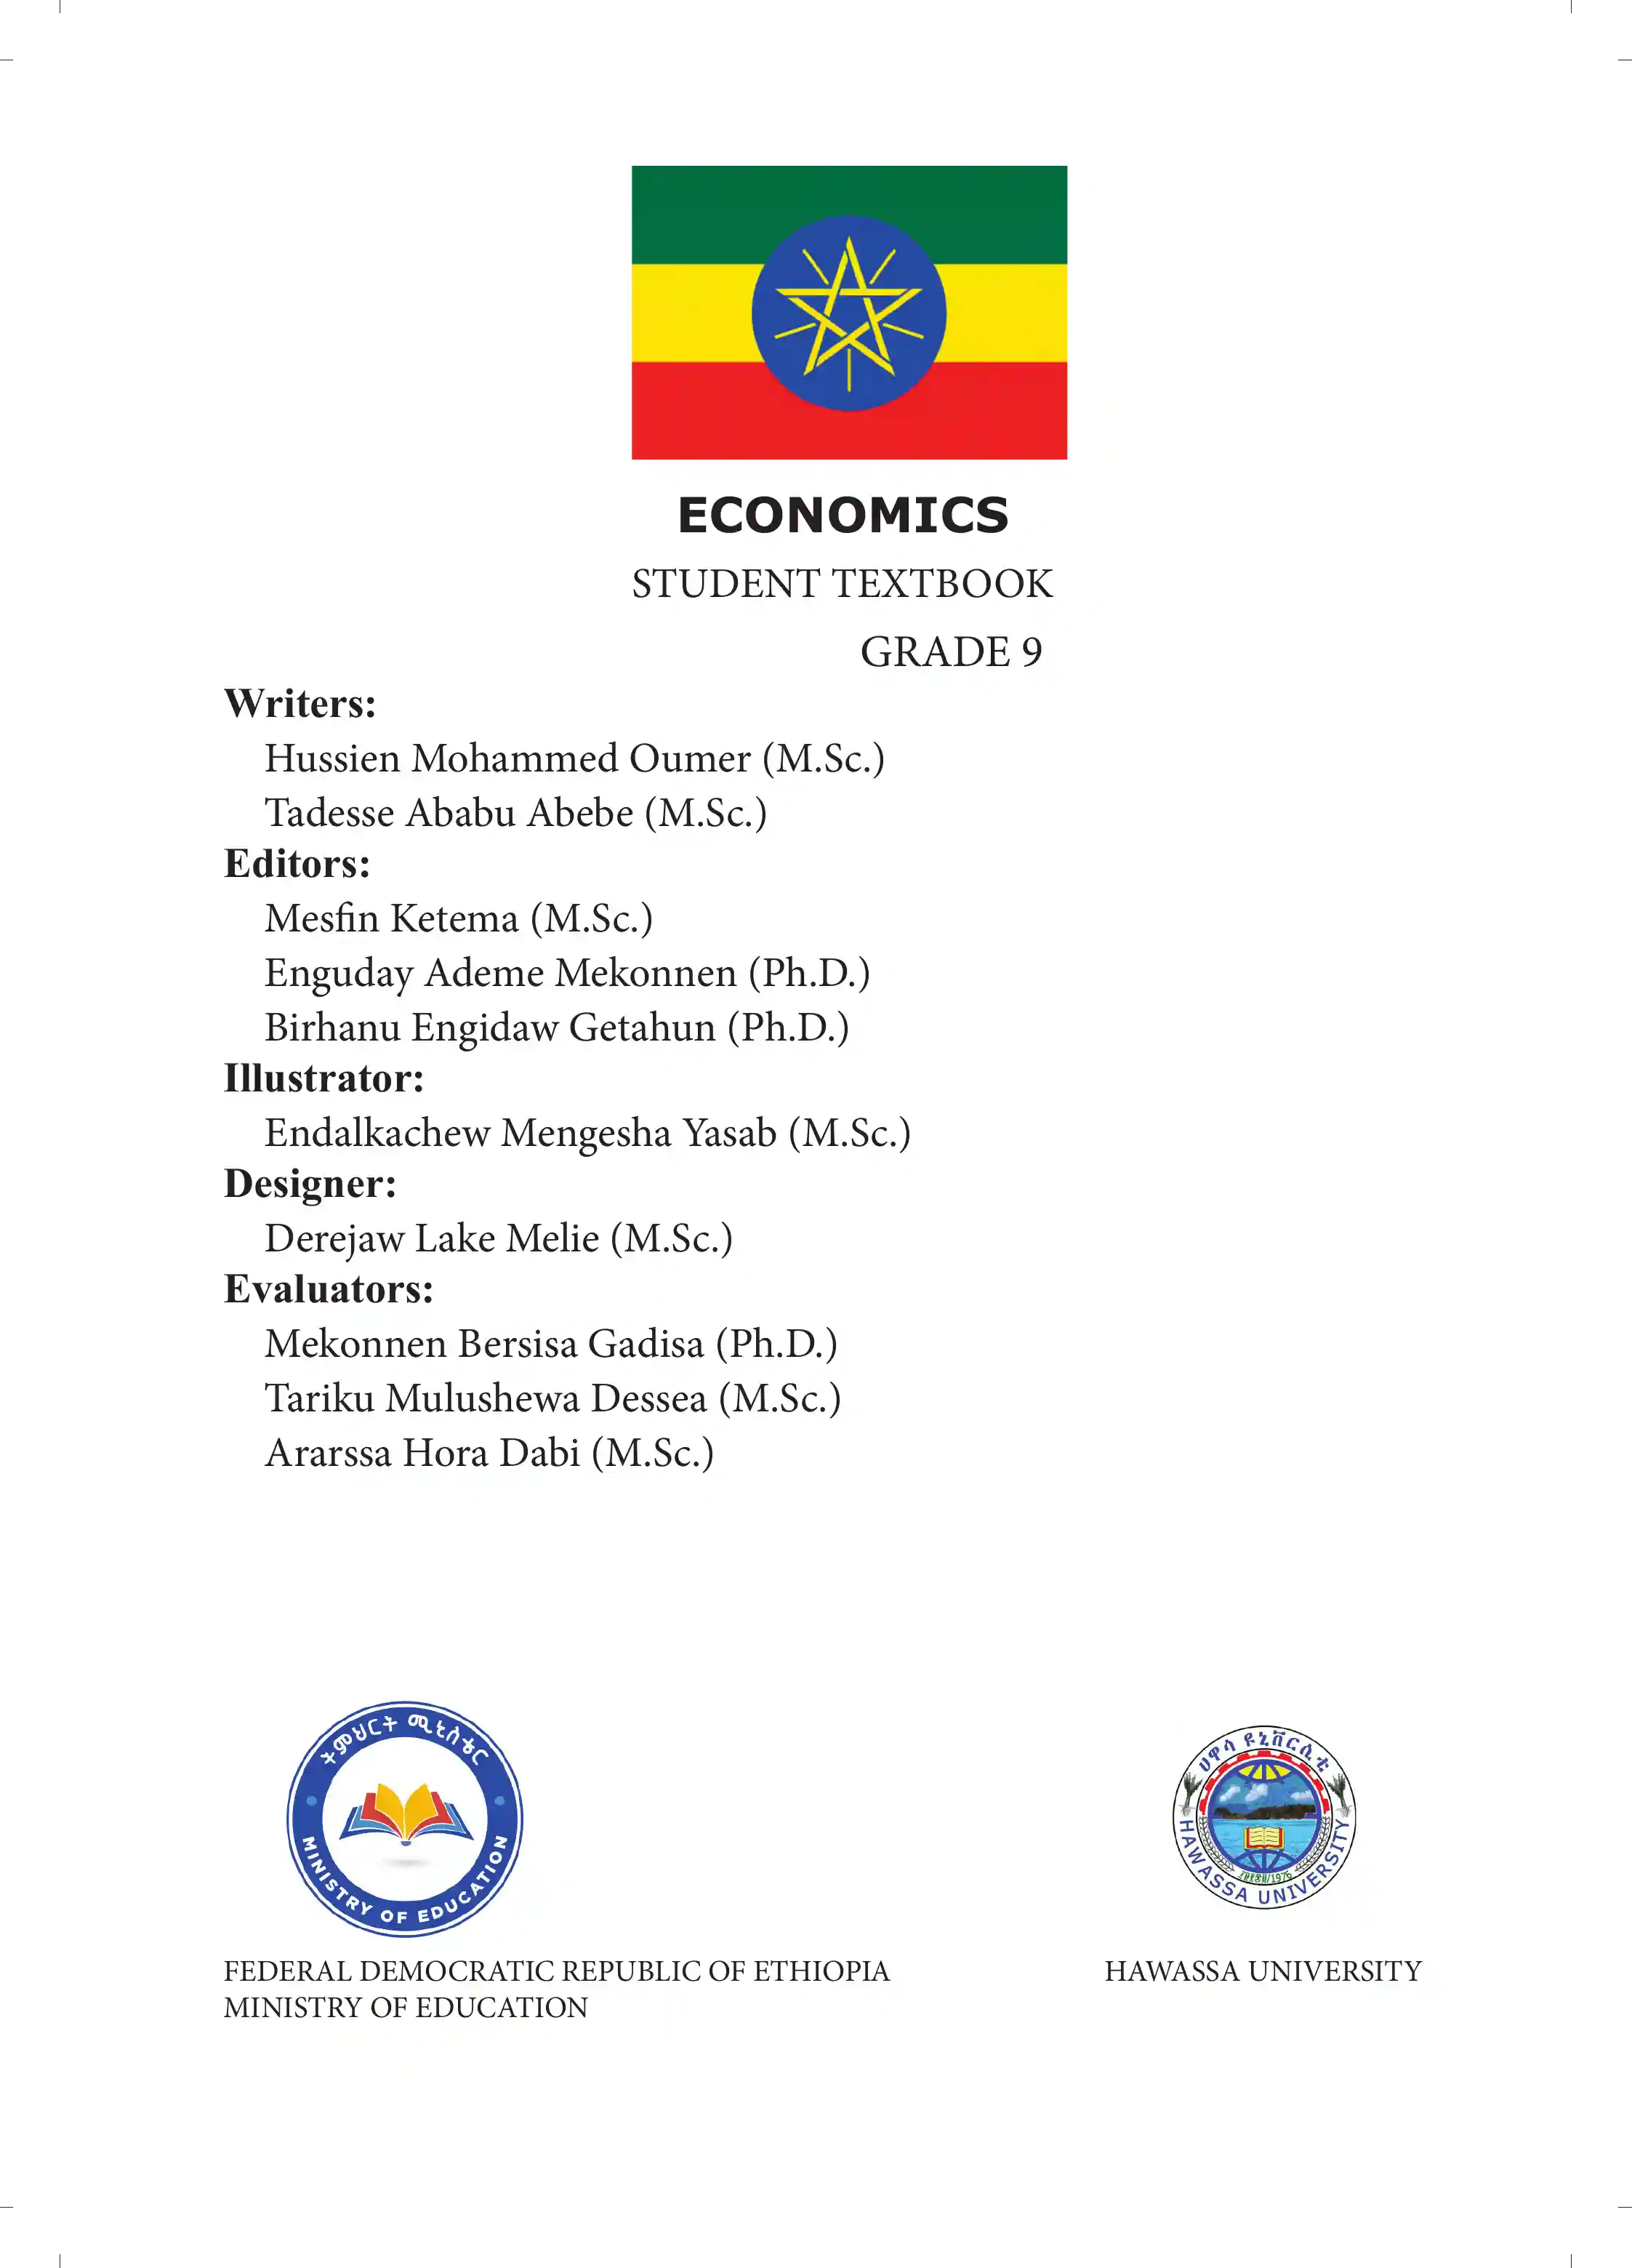 ECONOMICS
STUDENT TEXTBOOK
GRADE 9
Writers:
Hussien Mohammed Oumer (M.Sc.)
Tadesse Ababu Abebe (M.Sc.)
Editors:
Mesfin Ketema (M.Sc.)
Enguday Ademe Mekonnen (Ph.D.)
Birhanu Engidaw Getahun (Ph.D.)
Illustrator:
Endalkachew Mengesha Yasab (M.Sc.)
Designer:
Derejaw Lake Melie (M.Sc.)
Evaluators:
Mekonnen Bersisa Gadisa (Ph.D.)
Tariku Mulushewa Dessea (M.Sc.)
Ararssa Hora Dabi (M.Sc.)
ትምህርት ሚኒስቴር
MINISTRY OF EDUCATION
ሀዋሳ ዩኒቨርሲቲ
HAWASSA UNIVERSITY
FEDERAL DEMOCRATIC REPUBLIC OF ETHIOPIA
MINISTRY OF EDUCATION
HAWASSA UNIVERSITY